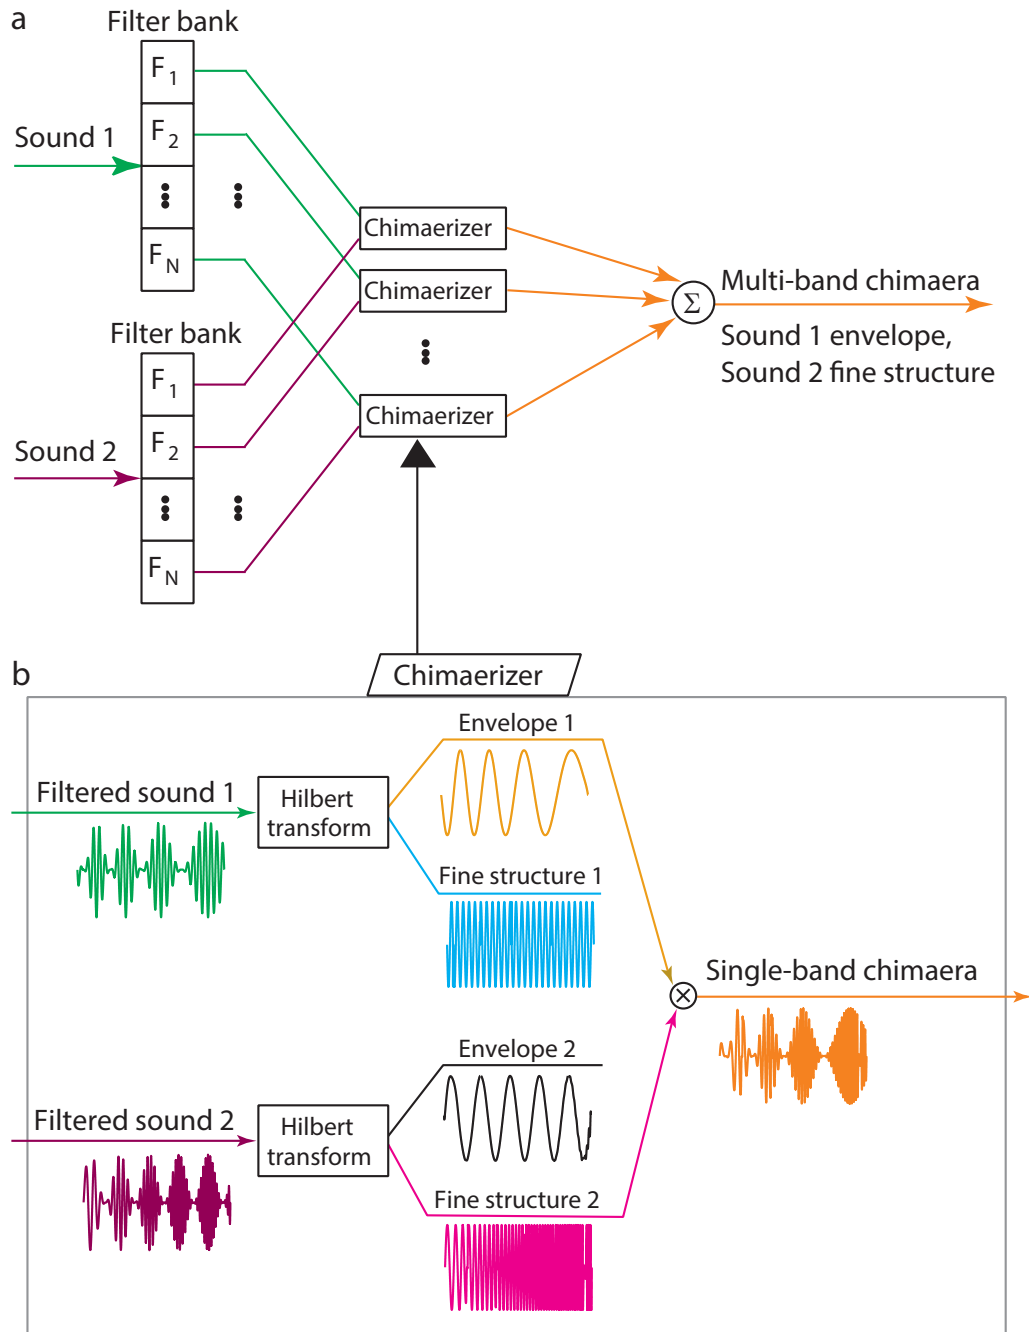 a
Filter bank
F1
F2
FN
Sound 1
Filter bank
F1
F2
FN
Sound 2
Chimaerizer
Chimaerizer
Chimaerizer
Σ
Multi-band chimaera
Sound 1 envelope,
Sound 2 fine structure
b
Chimaerizer
Filtered sound 1
Hilbert
transform
Envelope 1
Fine structure 1
Filtered sound 2
Hilbert
transform
Envelope 2
Fine structure 2
Single-band chimaera